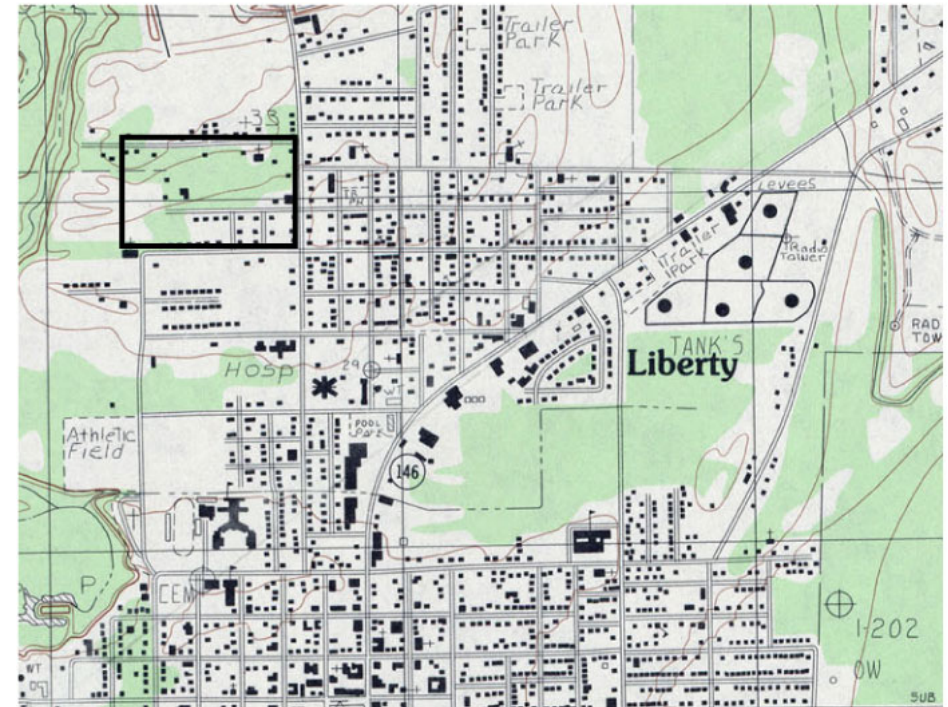 Trailer
Park
Trailer
Park
+33
TR
PK
Levees
Trailer
Park
Radio
Tower
RAD
TOW
TANK'S
Liberty
HOSP
29
WT
POOL
PARK
Athletic
Field
146
P
CEM
1-202
OW
WT
SUB